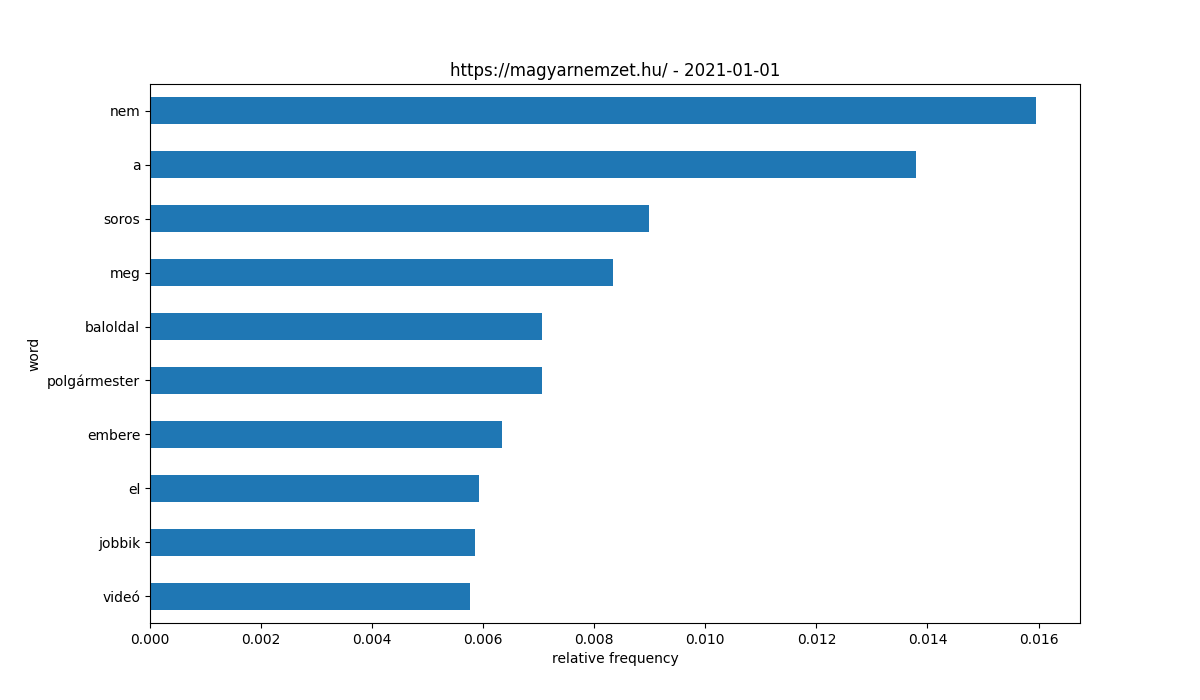 https://magyarnemzet.hu/ - 2021-01-01
nem
a
soros
meg
baloldal
polgármester
embere
el
jobbik
videó
word
0.000 0.002 0.004 0.006 0.008 0.010 0.012 0.014 0.016
relative frequency